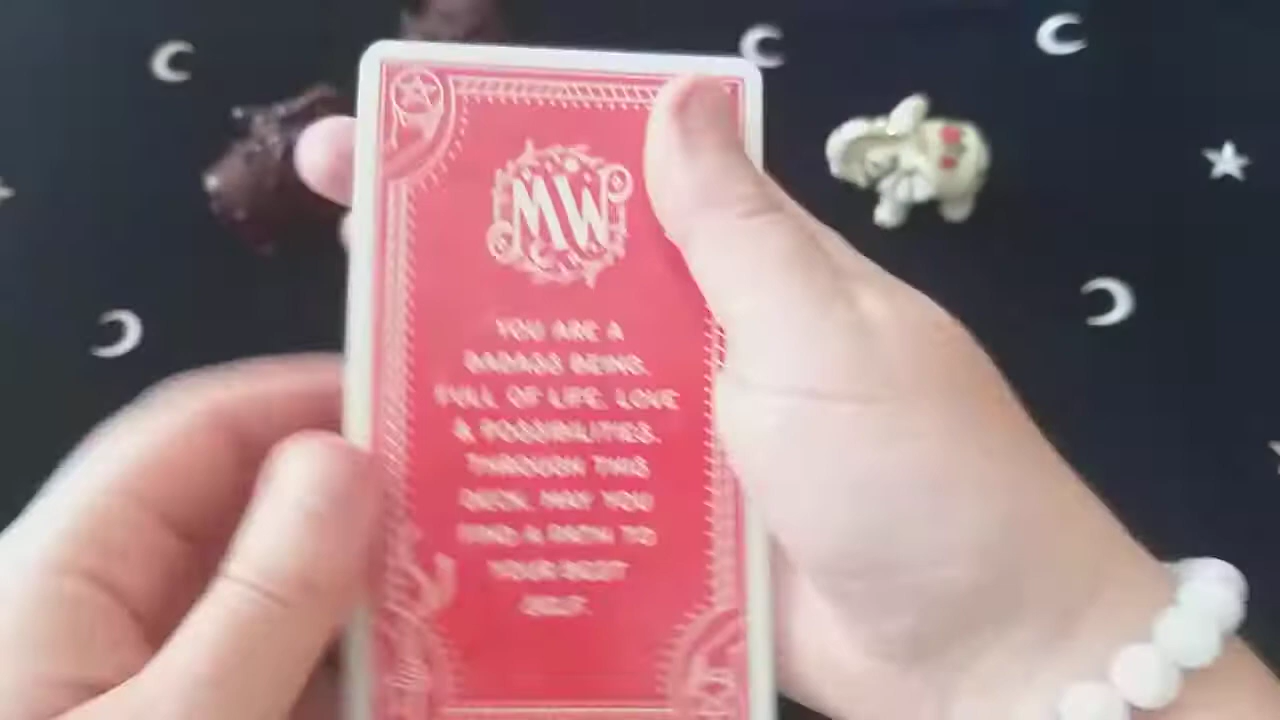 MW
YOU ARE A
BADASS BEING,
FULL OF LIFE, LOVE
& POSSIBILITIES.
THROUGH THIS
DECK, MAY YOU
FIND A PATH TO
YOUR BEST
SELF.